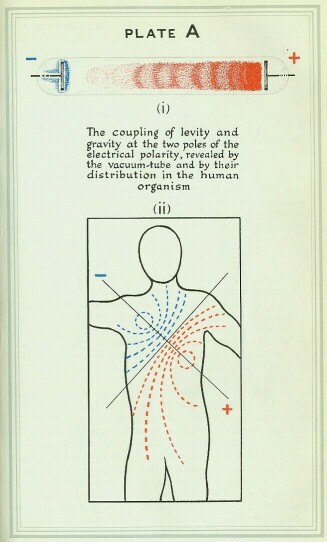 PLATE A
− +
(i)
The coupling of levity and
gravity at the two poles of the
electrical polarity, revealed by
the vacuum-tube and by their
distribution in the human
organism
(ii)
−
+